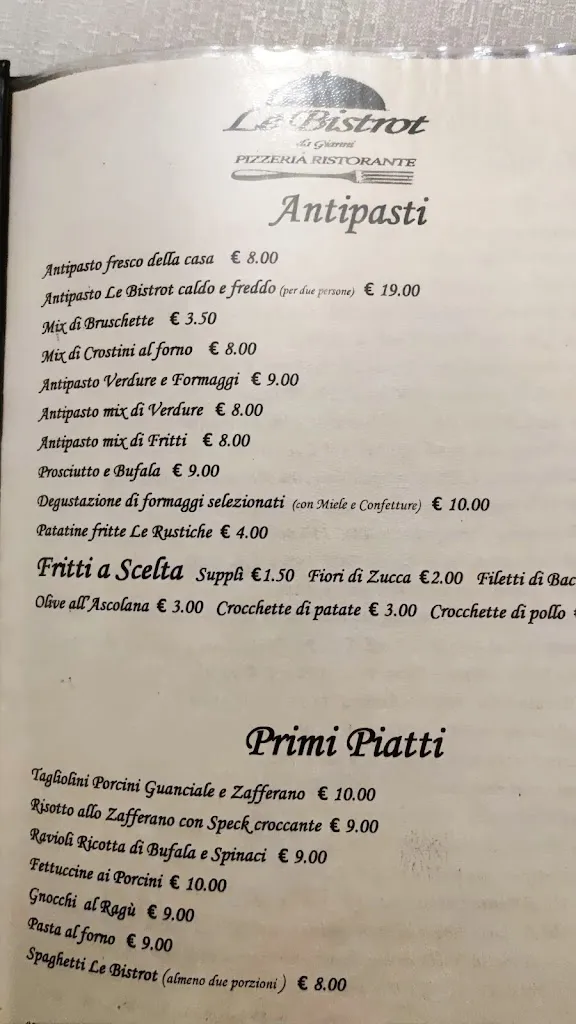 Le Bistrot
da Gianni
PIZZERIA RISTORANTE
Antipasti
Antipasto fresco della casa € 8.00
Antipasto Le Bistrot caldo e freddo (per due persone) € 19.00
Mix di Bruschette € 3.50
Mix di Crostini al forno € 8.00
Antipasto Verdure e Formaggi € 9.00
Antipasto mix di Verdure € 8.00
Antipasto mix di Fritti € 8.00
Prosciutto e Bufala € 9.00
Degustazione di formaggi selezionati (con Miele e Confetture) € 10.00
Patatine fritte Le Rustiche € 4.00
Fritti a Scelta Supplì €1.50 Fiori di Zucca €2.00 Filetti di Bac
Olive all'Ascolana € 3.00 Crocchette di patate € 3.00 Crocchette di pollo €
Primi Piatti
Tagliolini Porcini Guanciale e Zafferano € 10.00
Risotto allo Zafferano con Speck croccante € 9.00
Ravioli Ricotta di Bufala e Spinaci € 9.00
Fettuccine ai Porcini € 10.00
Gnocchi al Ragù € 9.00
Pasta al forno € 9.00
Spaghetti Le Bistrot (almeno due porzioni) € 8.00